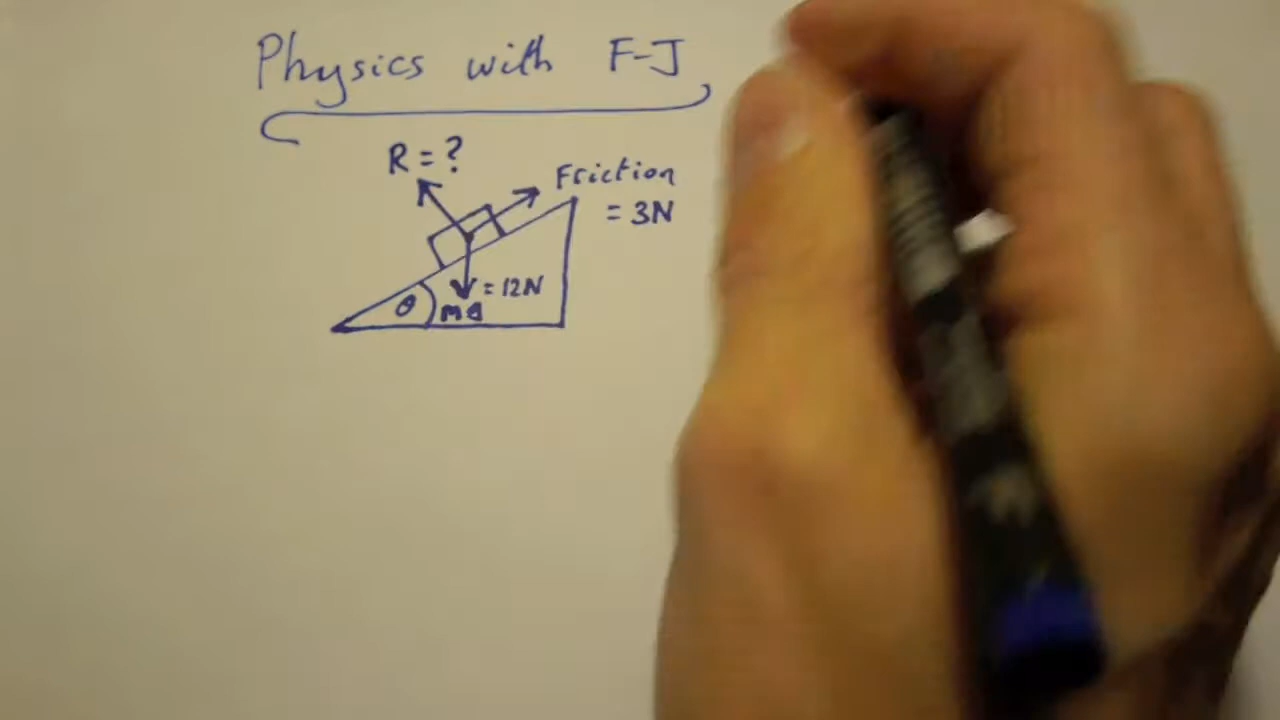 Physics with F-J
R = ?
Friction
= 3N
= 12N
θ
mg